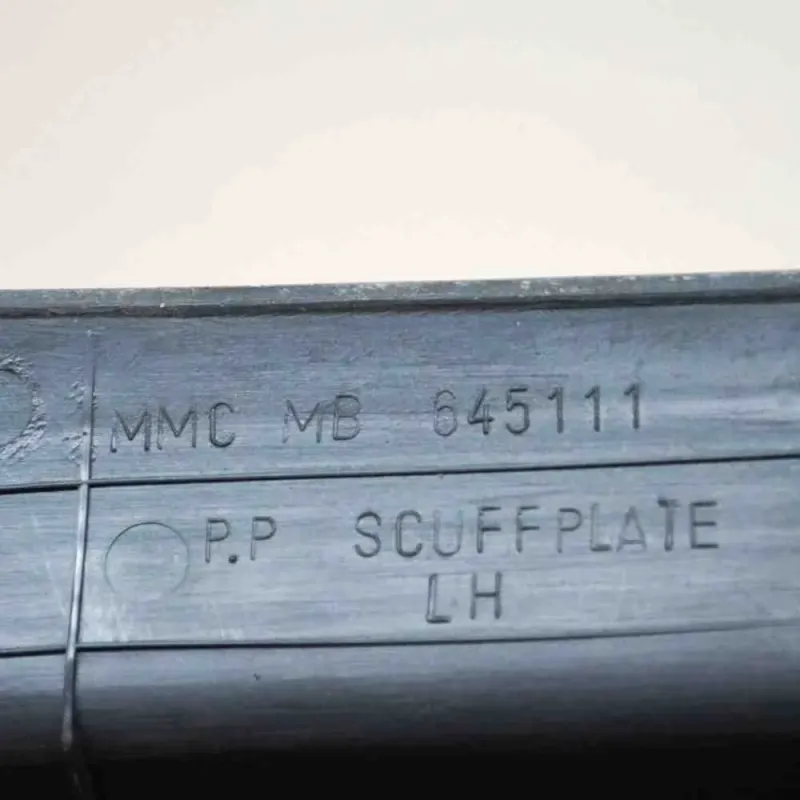 MMC MB 645111
P.P SCUFFPLATE
LH